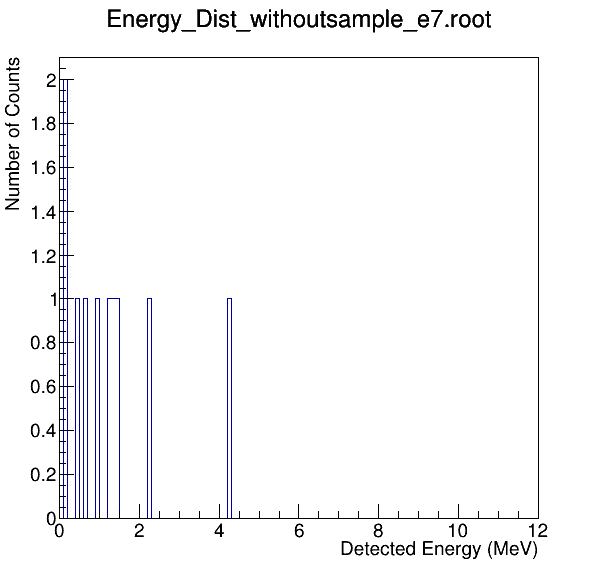 Energy_Dist_withoutsample_e7.root
Number of Counts
2
1.8
1.6
1.4
1.2
1
0.8
0.6
0.4
0.2
0
0 2 4 6 8 10 12
Detected Energy (MeV)